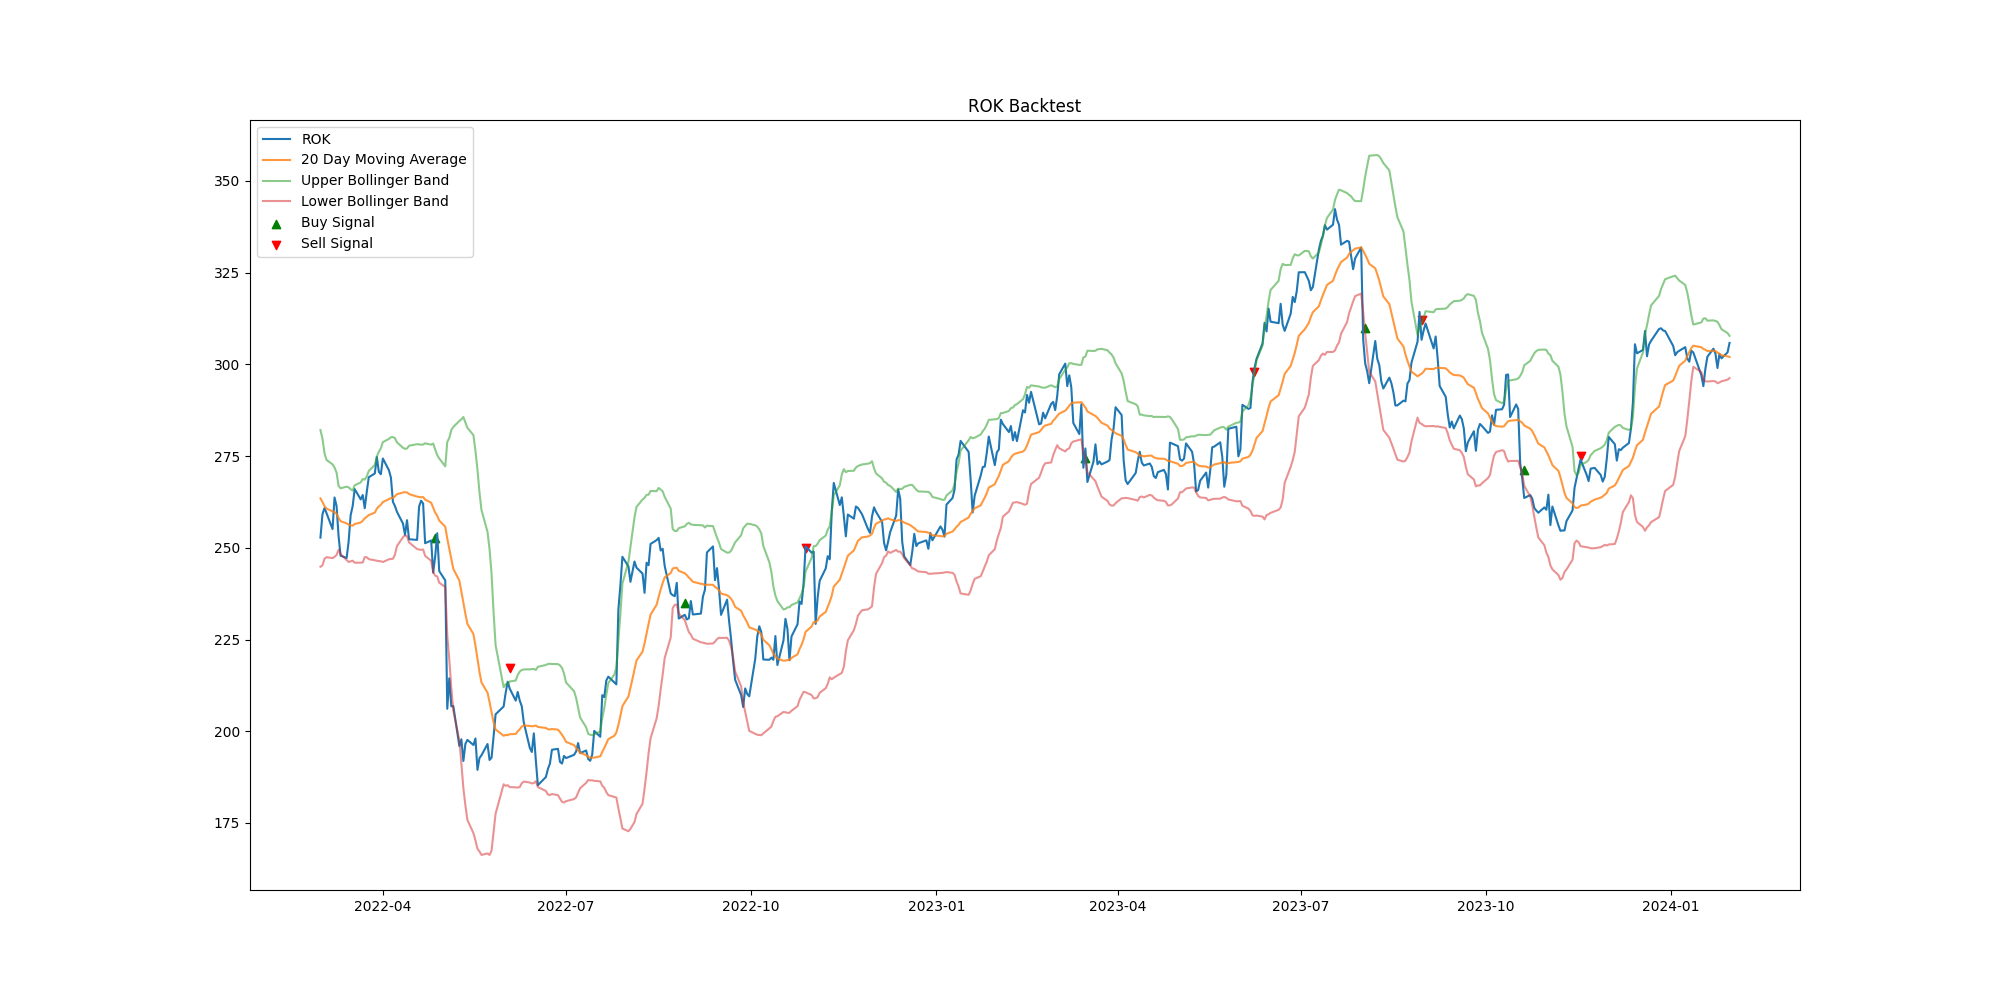 ROK Backtest
ROK
20 Day Moving Average
Upper Bollinger Band
Lower Bollinger Band
Buy Signal
Sell Signal
350
325
300
275
250
225
200
175
2022-04
2022-07
2022-10
2023-01
2023-04
2023-07
2023-10
2024-01